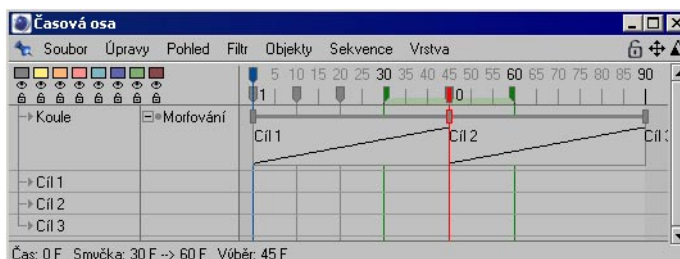 Časová osa
Soubor Úpravy Pohled Filtr Objekty Sekvence Vrstva
5 10 15 20 25 30 35 40 45 50 55 60 65 70 75 80 85 90
1 0
Koule Morfování
Cíl 1 Cíl 2 Cíl 3
Cíl 1
Cíl 2
Cíl 3
Čas: 0 F Smyčka: 30 F --> 60 F Výběr: 45 F